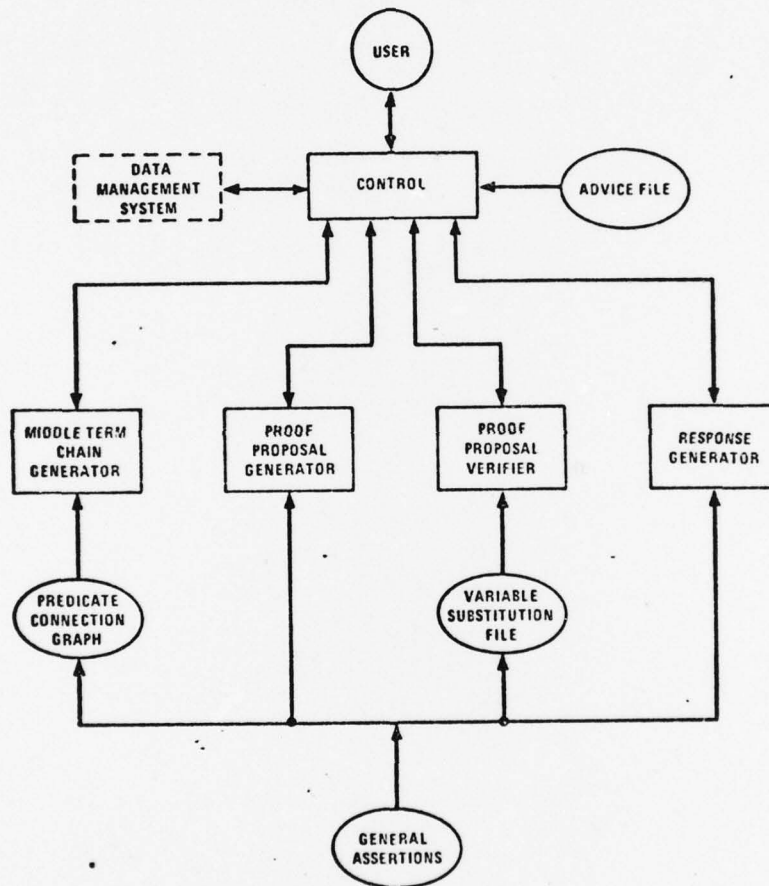 USER
DATA
MANAGEMENT
SYSTEM
CONTROL
ADVICE FILE
MIDDLE TERM
CHAIN
GENERATOR
PROOF
PROPOSAL
GENERATOR
PROOF
PROPOSAL
VERIFIER
RESPONSE
GENERATOR
PREDICATE
CONNECTION
GRAPH
VARIABLE
SUBSTITUTION
FILE
GENERAL
ASSERTIONS